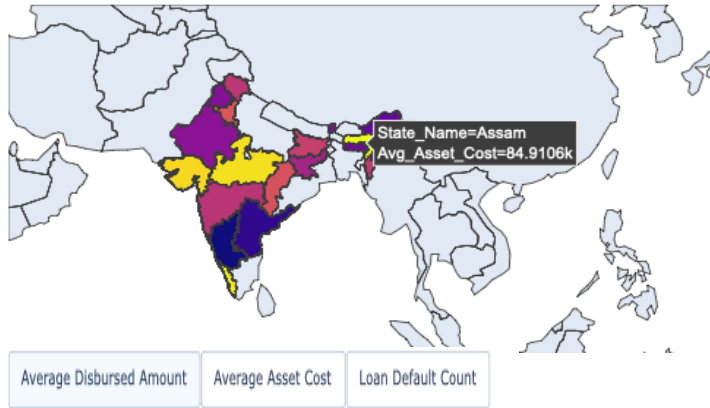 State_Name=Assam
Avg_Asset_Cost=84.9106k
Average Disbursed Amount
Average Asset Cost
Loan Default Count